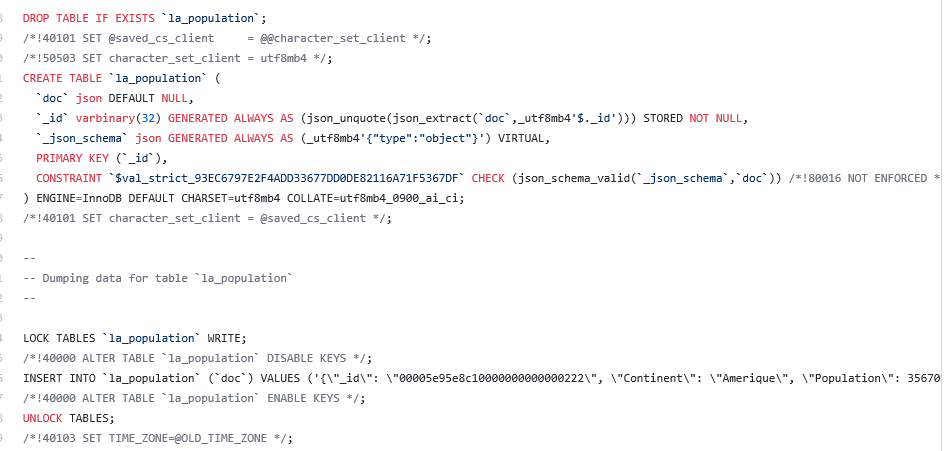 DROP TABLE IF EXISTS `la_population`;
/*!40101 SET @saved_cs_client     = @@character_set_client */;
/*!50503 SET character_set_client = utf8mb4 */;
CREATE TABLE `la_population` (
  `doc` json DEFAULT NULL,
  `_id` varbinary(32) GENERATED ALWAYS AS (json_unquote(json_extract(`doc`,_utf8mb4'$._id'))) STORED NOT NULL,
  `_json_schema` json GENERATED ALWAYS AS (_utf8mb4'{"type":"object"}') VIRTUAL,
  PRIMARY KEY (`_id`),
  CONSTRAINT `$val_strict_93EC6797E2F4ADD33677DD0DE82116A71F5367DF` CHECK (json_schema_valid(`_json_schema`,`doc`)) /*!80016 NOT ENFORCED *
) ENGINE=InnoDB DEFAULT CHARSET=utf8mb4 COLLATE=utf8mb4_0900_ai_ci;
/*!40101 SET character_set_client = @saved_cs_client */;
--
-- Dumping data for table `la_population`
--
LOCK TABLES `la_population` WRITE;
/*!40000 ALTER TABLE `la_population` DISABLE KEYS */;
INSERT INTO `la_population` (`doc`) VALUES ('{\"_id\": \"00005e95e8c10000000000000222\", \"Continent\": \"Amerique\", \"Population\": 35670
/*!40000 ALTER TABLE `la_population` ENABLE KEYS */;
UNLOCK TABLES;
/*!40103 SET TIME_ZONE=@OLD_TIME_ZONE */;